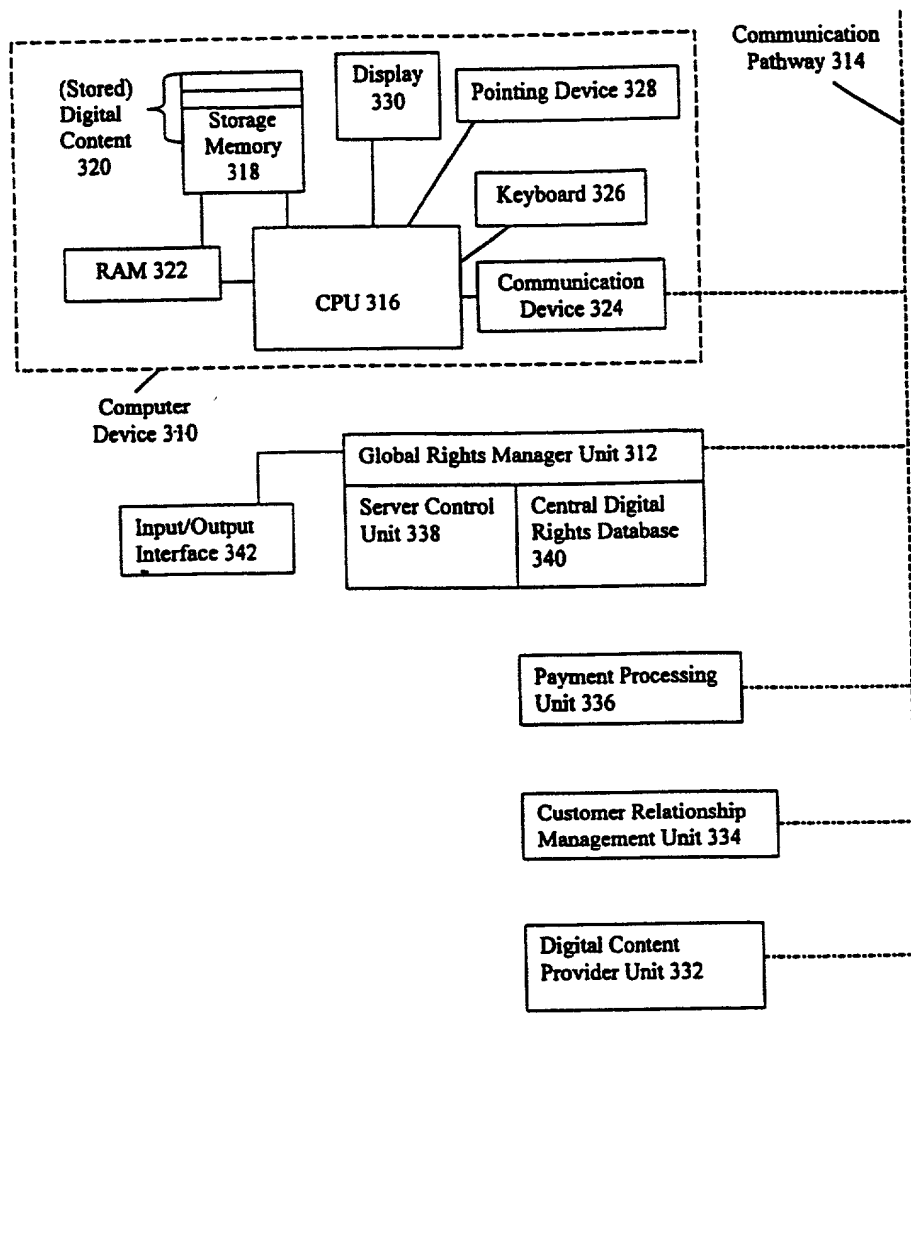 Communication
Pathway 314
(Stored)
Digital
Content
320
Storage
Memory
318
Display
330
Pointing Device 328
Keyboard 326
RAM 322
CPU 316
Communication
Device 324
Computer
Device 310
Global Rights Manager Unit 312
Server Control
Unit 338
Central Digital
Rights Database
340
Input/Output
Interface 342
Payment Processing
Unit 336
Customer Relationship
Management Unit 334
Digital Content
Provider Unit 332